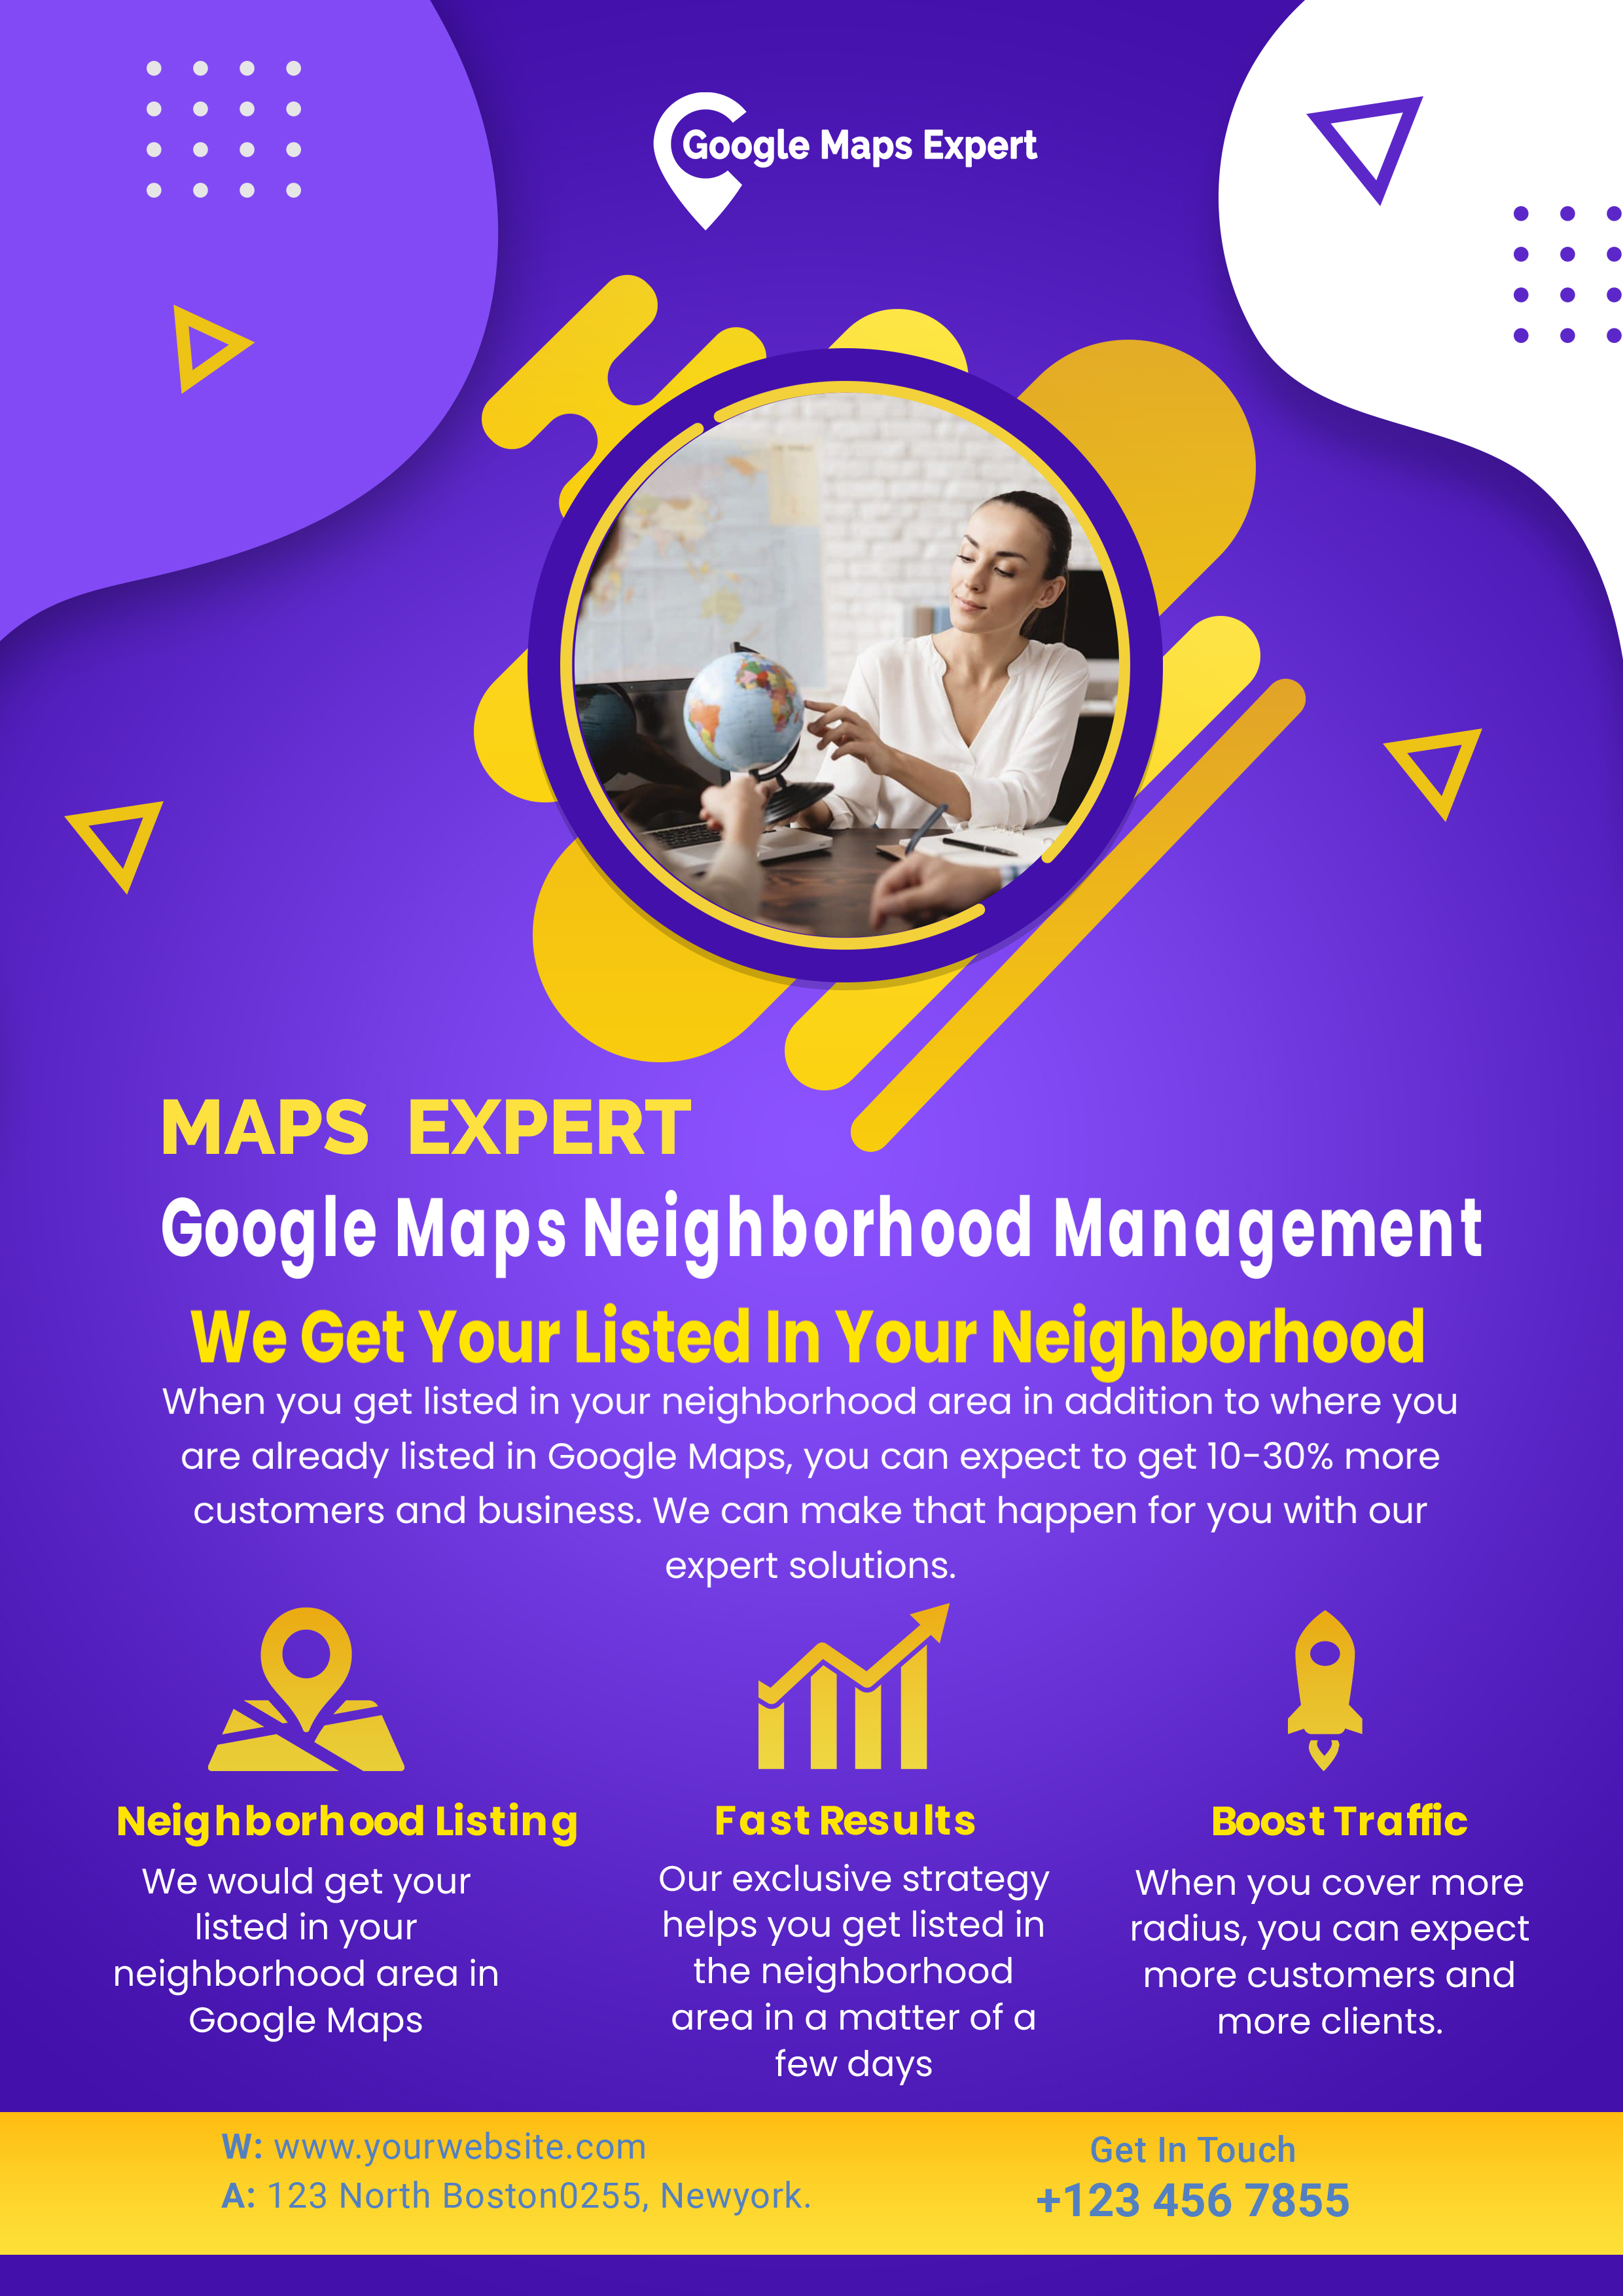 Google Maps Expert
MAPS EXPERT
Google Maps Neighborhood Management
We Get Your Listed In Your Neighborhood
When you get listed in your neighborhood area in addition to where you
are already listed in Google Maps, you can expect to get 10-30% more
customers and business. We can make that happen for you with our
expert solutions.
Neighborhood Listing
We would get your
listed in your
neighborhood area in
Google Maps
Fast Results
Our exclusive strategy
helps you get listed in
the neighborhood
area in a matter of a
few days
Boost Traffic
When you cover more
radius, you can expect
more customers and
more clients.
W: www.yourwebsite.com
A: 123 North Boston0255, Newyork.
Get In Touch
+123 456 7855